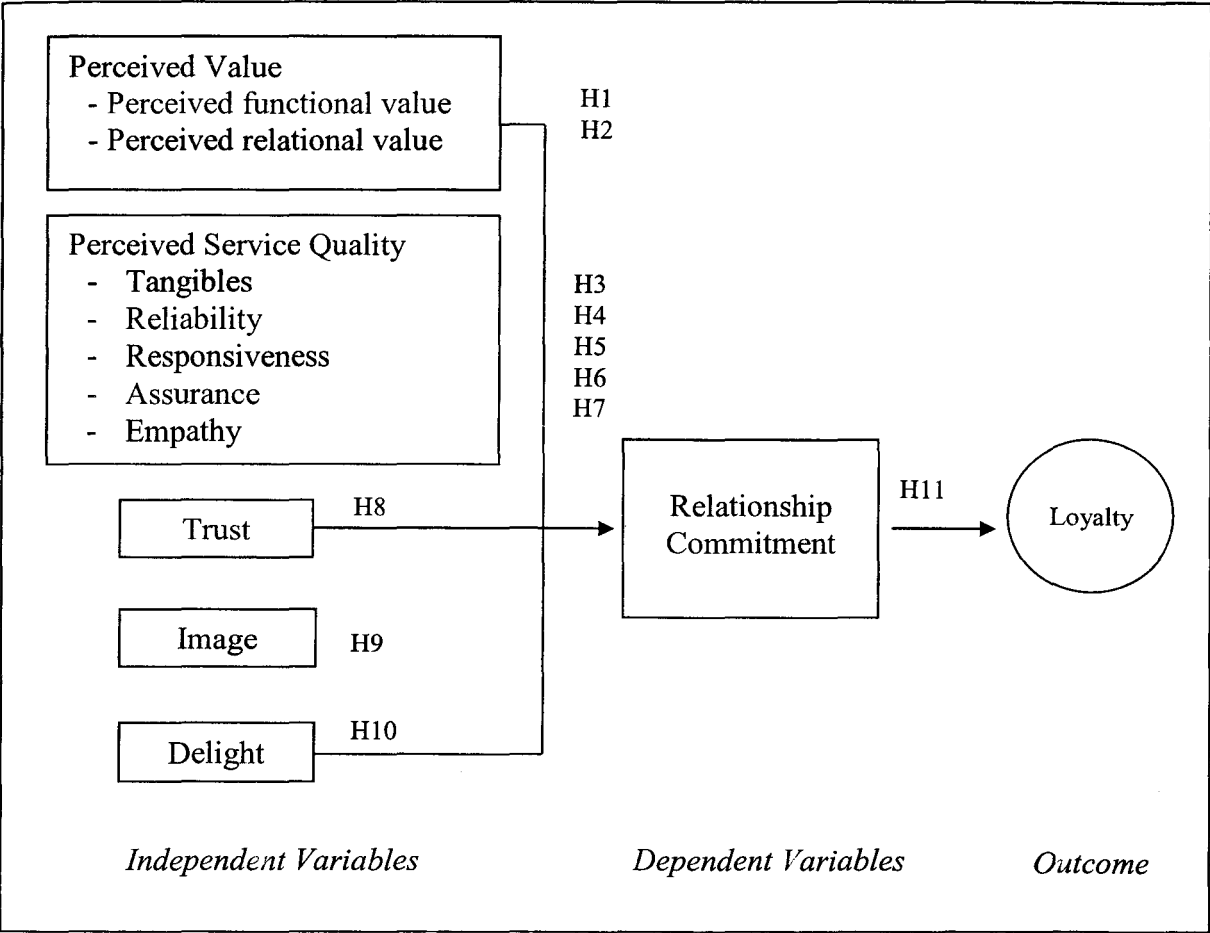 Perceived Value
- Perceived functional value
- Perceived relational value
H1
H2
Perceived Service Quality
- Tangibles
- Reliability
- Responsiveness
- Assurance
- Empathy
H3
H4
H5
H6
H7
Trust
H8
Relationship
Commitment
H11
Loyalty
Image
H9
Delight
H10
Independent Variables
Dependent Variables
Outcome